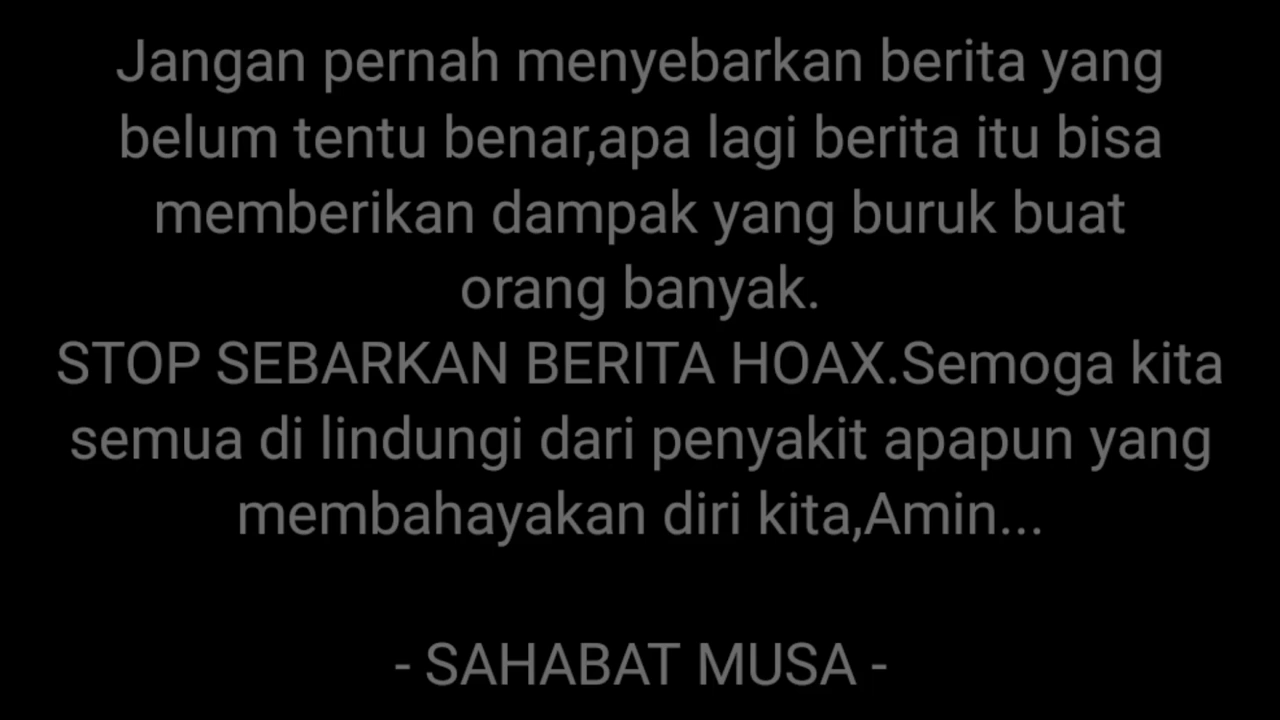 Jangan pernah menyebarkan berita yang
belum tentu benar,apa lagi berita itu bisa
memberikan dampak yang buruk buat
orang banyak.
STOP SEBARKAN BERITA HOAX.Semoga kita
semua di lindungi dari penyakit apapun yang
membahayakan diri kita,Amin...
- SAHABAT MUSA -